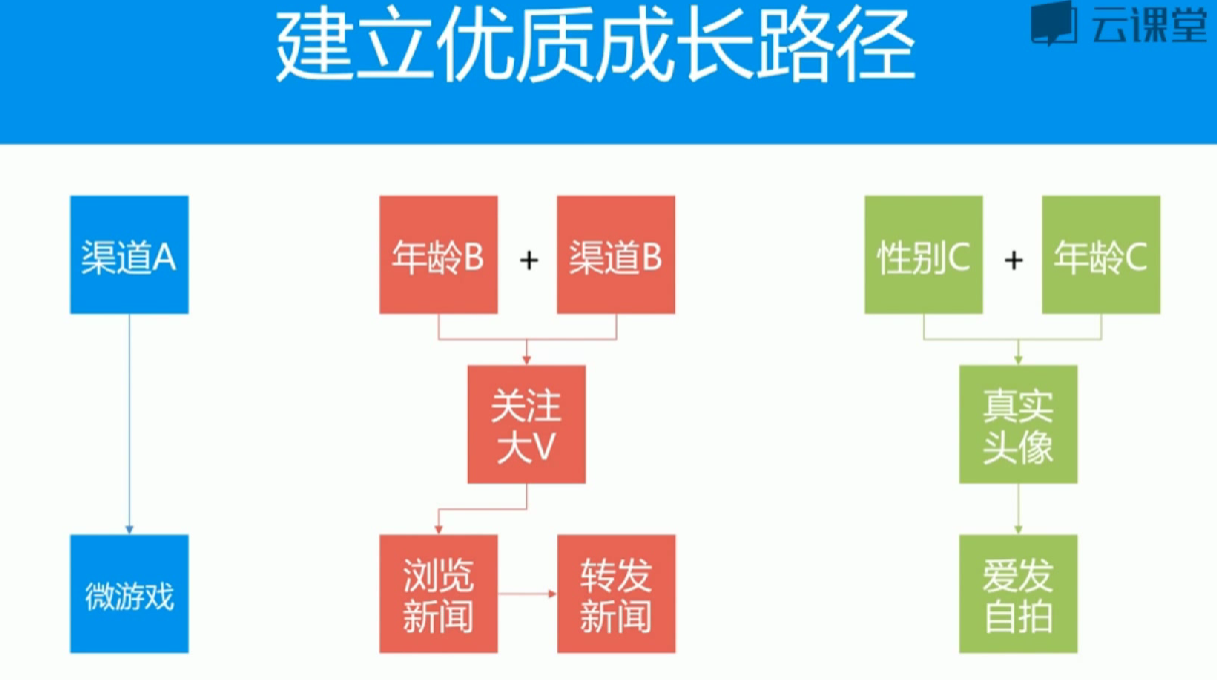 建立优质成长路径
云课堂
渠道A
年龄B
+
渠道B
性别C
+
年龄C
关注
大V
真实
头像
微游戏
浏览
新闻
转发
新闻
爱发
自拍